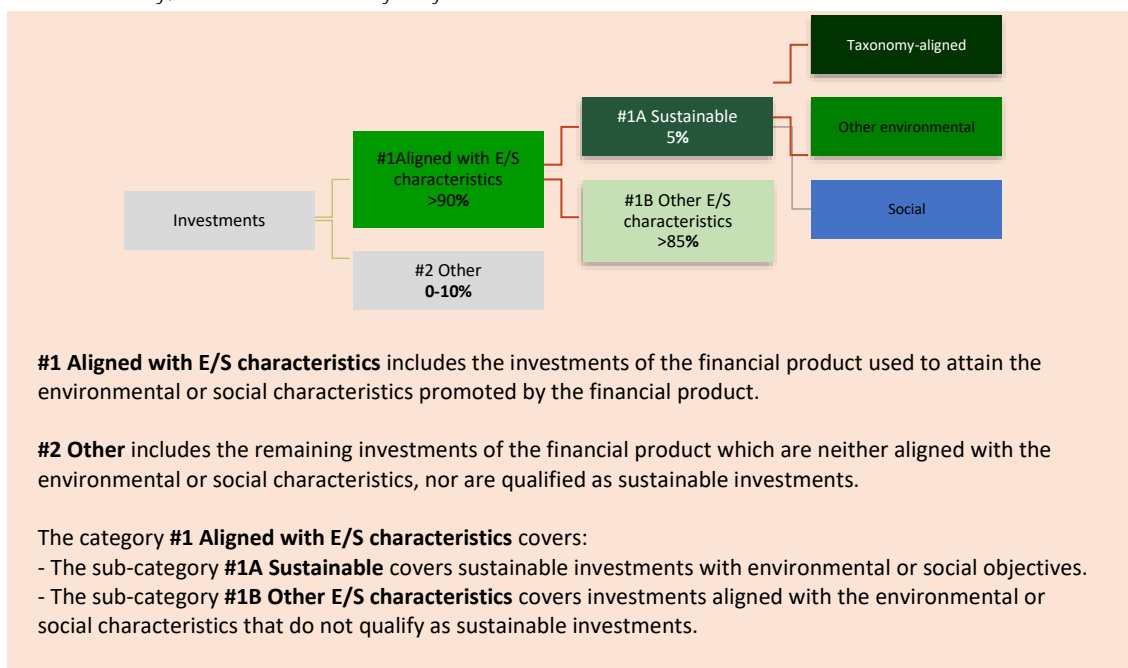 Taxonomy-aligned
#1A Sustainable
5%
Other environmental
#1Aligned with E/S
characteristics
>90%
#1B Other E/S
characteristics
>85%
Social
Investments
#2 Other
0-10%
#1 Aligned with E/S characteristics includes the investments of the financial product used to attain the
environmental or social characteristics promoted by the financial product.
#2 Other includes the remaining investments of the financial product which are neither aligned with the
environmental or social characteristics, nor are qualified as sustainable investments.
The category #1 Aligned with E/S characteristics covers:
- The sub-category #1A Sustainable covers sustainable investments with environmental or social objectives.
- The sub-category #1B Other E/S characteristics covers investments aligned with the environmental or
social characteristics that do not qualify as sustainable investments.